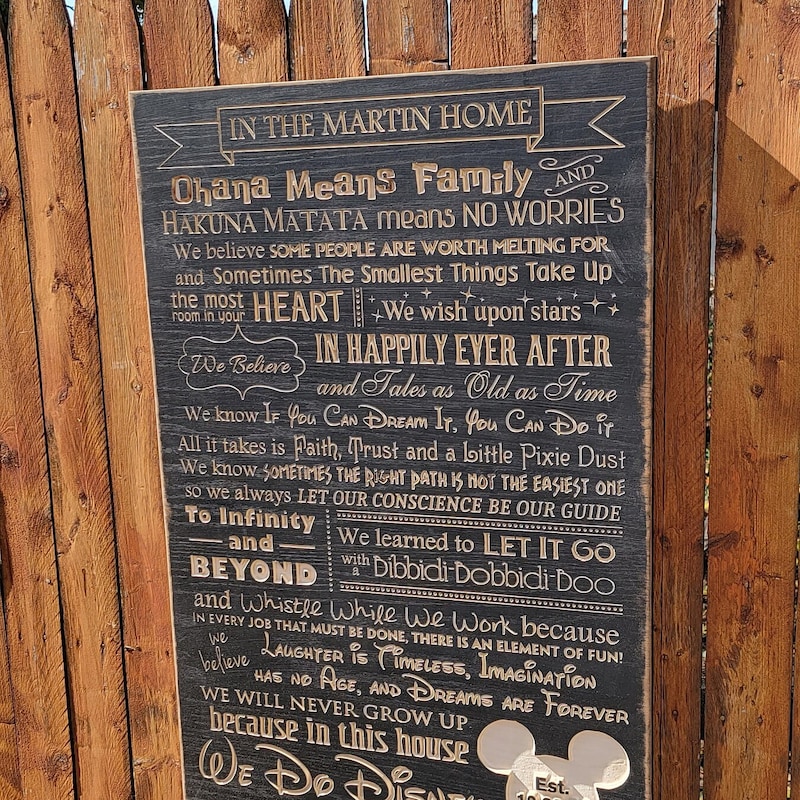 IN THE MARTIN HOME
Ohana Means Family AND
HAKUNA MATATA means NO WORRIES
We believe SOME PEOPLE ARE WORTH MELTING FOR
and Sometimes The Smallest Things Take Up
the most room in your HEART We wish upon stars
We Believe IN HAPPILY EVER AFTER
and Tales as Old as Time
We know IF YOU CAN DREAM IT, YOU CAN DO iT
All it takes is Faith, Trust and a Little Pixie Dust
We know SOMETIMES THE RIGHT PATH IS NOT THE EASIEST ONE
so we always LET OUR CONSCIENCE BE OUR GUIDE
To Infinity
and
BEYOND
We learned to LET IT GO
with a Bibbidi-Bobbidi-Boo
and Whistle While We Work because
IN EVERY JOB THAT MUST BE DONE, THERE IS AN ELEMENT OF FUN!
we believe LAUGHTER iS TIMELESS, IMAGINATION
HAS NO AGE, AND DREAMS ARE FOREVER
WE WILL NEVER GROW UP
because in this house
WE DO DISNEY
Est.